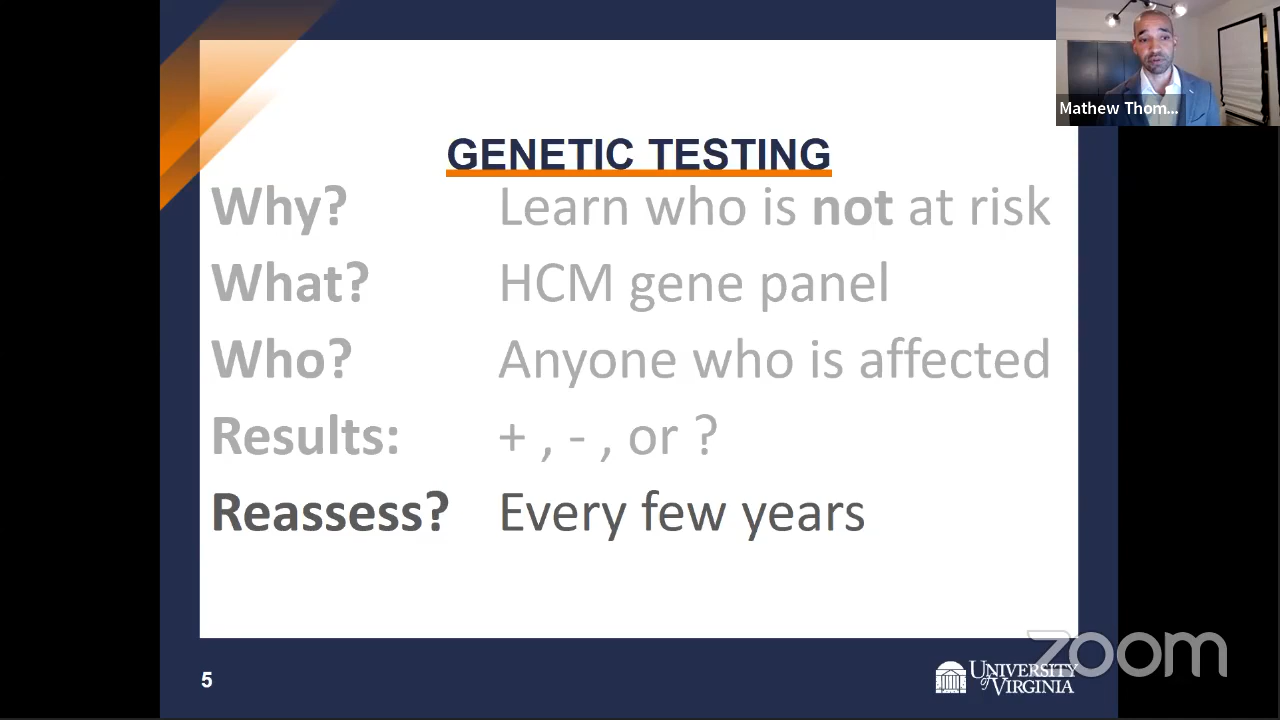 GENETIC TESTING
Why? Learn who is not at risk
What? HCM gene panel
Who? Anyone who is affected
Results: + , - , or ?
Reassess? Every few years
5
UNIVERSITY
of VIRGINIA
zoom
Mathew Thom...